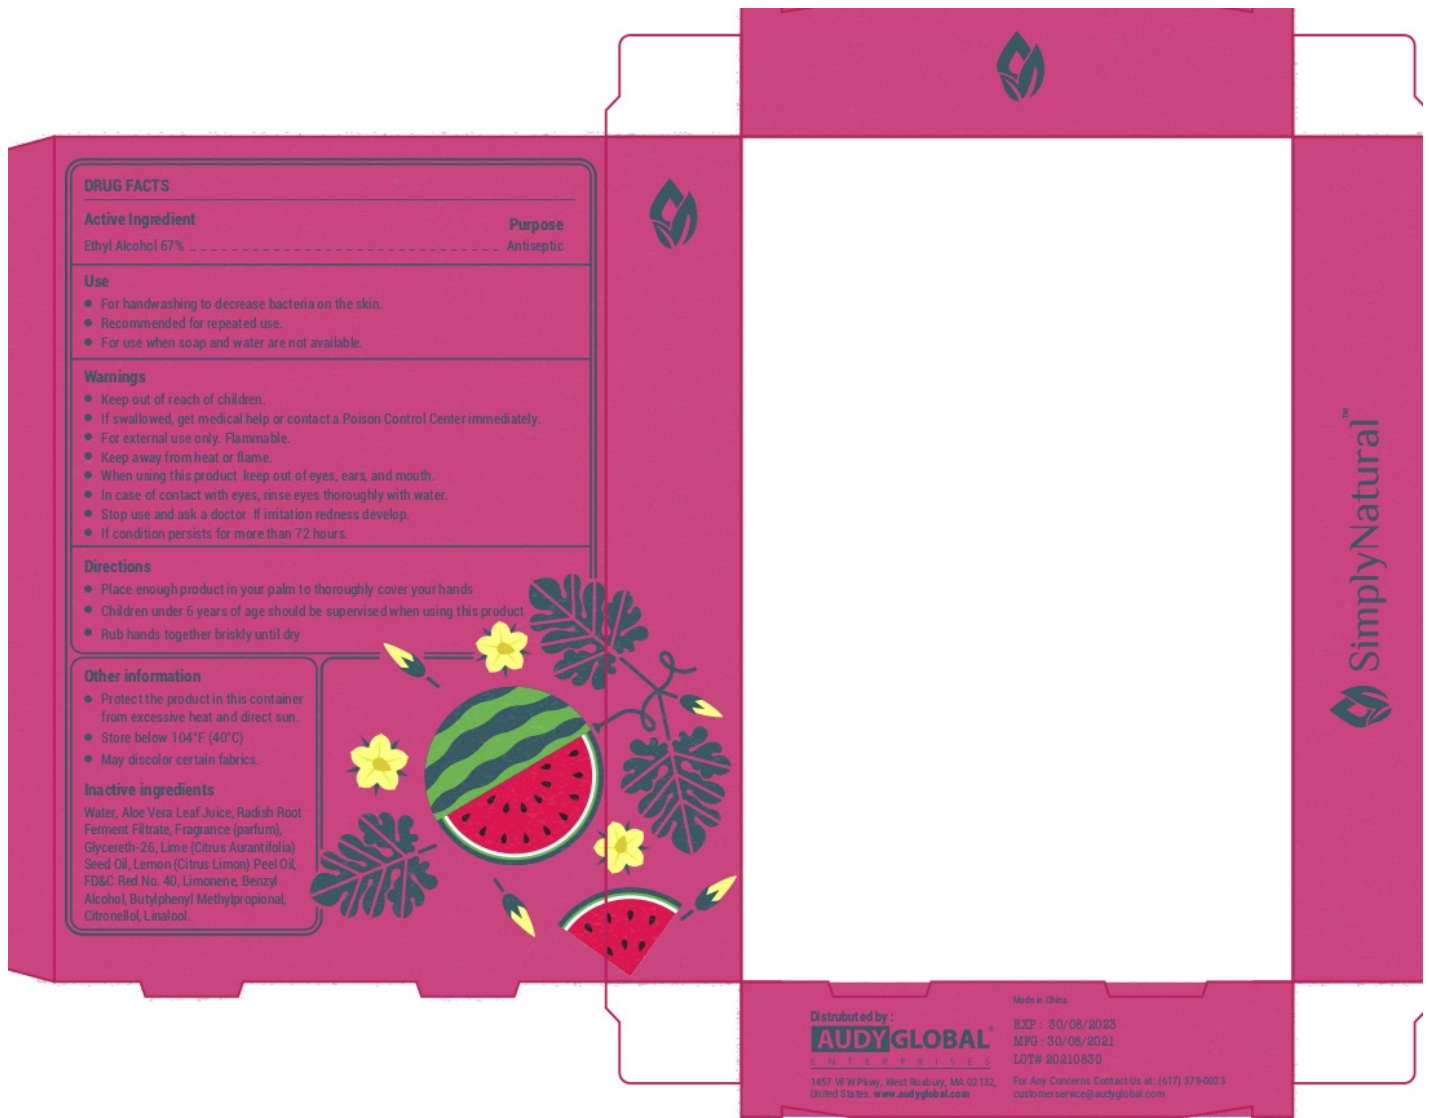 DRUG FACTS
Active Ingredient Purpose
Ethyl Alcohol 67% Antiseptic
Use
● For handwashing to decrease bacteria on the skin.
● Recommended for repeated use.
● For use when soap and water are not available.
Warnings
● Keep out of reach of children.
● If swallowed, get medical help or contact a Poison Control Center immediately.
● For external use only. Flammable.
● Keep away from heat or flame.
● When using this product keep out of eyes, ears, and mouth.
● In case of contact with eyes, rinse eyes thoroughly with water.
● Stop use and ask a doctor If irritation redness develop.
● If condition persists for more than 72 hours.
Directions
● Place enough product in your palm to thoroughly cover your hands
● Children under 6 years of age should be supervised when using this product
● Rub hands together briskly until dry
Other information
● Protect the product in this container
from excessive heat and direct sun.
● Store below 104°F (40°C)
● May discolor certain fabrics.
Inactive ingredients
Water, Aloe Vera Leaf Juice, Radish Root
Ferment Filtrate, Fragrance (parfum),
Glycereth-26, Lime (Citrus Aurantifolia)
Seed Oil, Lemon (Citrus Limon) Peel Oil,
FD&C Red No. 40, Limonene, Benzyl
Alcohol, Butylphenyl Methylpropional,
Citronellol, Linalool.
SimplyNatural™
Distrubuted by :
AUDYGLOBAL®
ENTERPRISES
1457 VFW Pkwy, West Roxbury, MA 02132,
United States. www.audyglobal.com
Made in China
EXP : 30/08/2023
MFG : 30/08/2021
LOT# 20210830
For Any Concerns Contact Us at: (617) 379-0023
customerservice@audyglobal.com